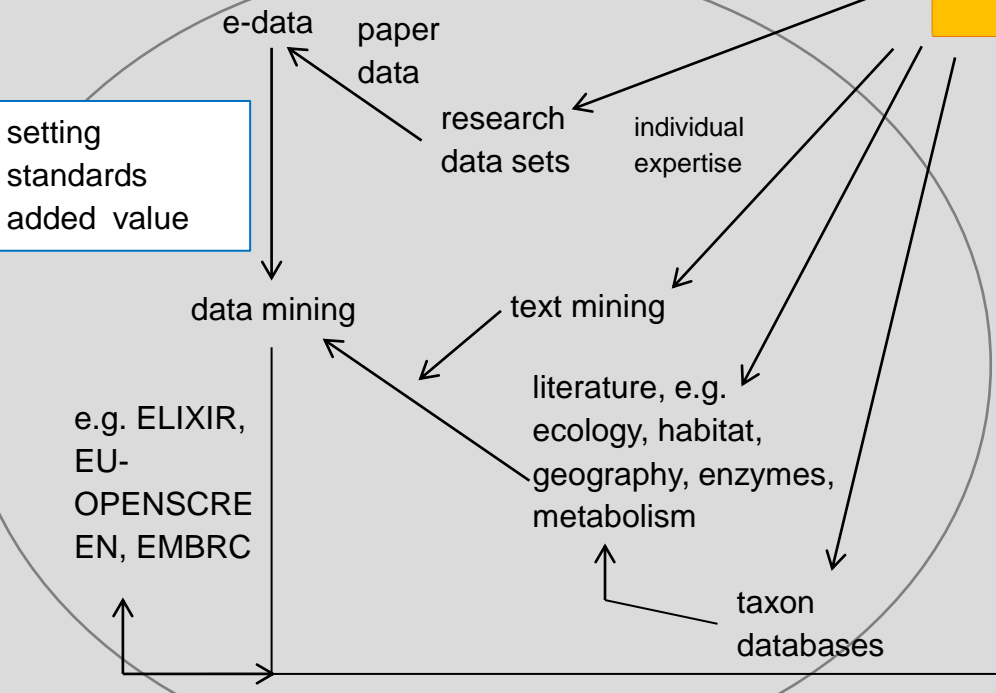 e-data
paper
data
setting
standards
added value
research
data sets
individual
expertise
data mining
text mining
literature, e.g.
ecology, habitat,
geography, enzymes,
metabolism
e.g. ELIXIR,
EU-
OPENSCRE
EN, EMBRC
taxon
databases